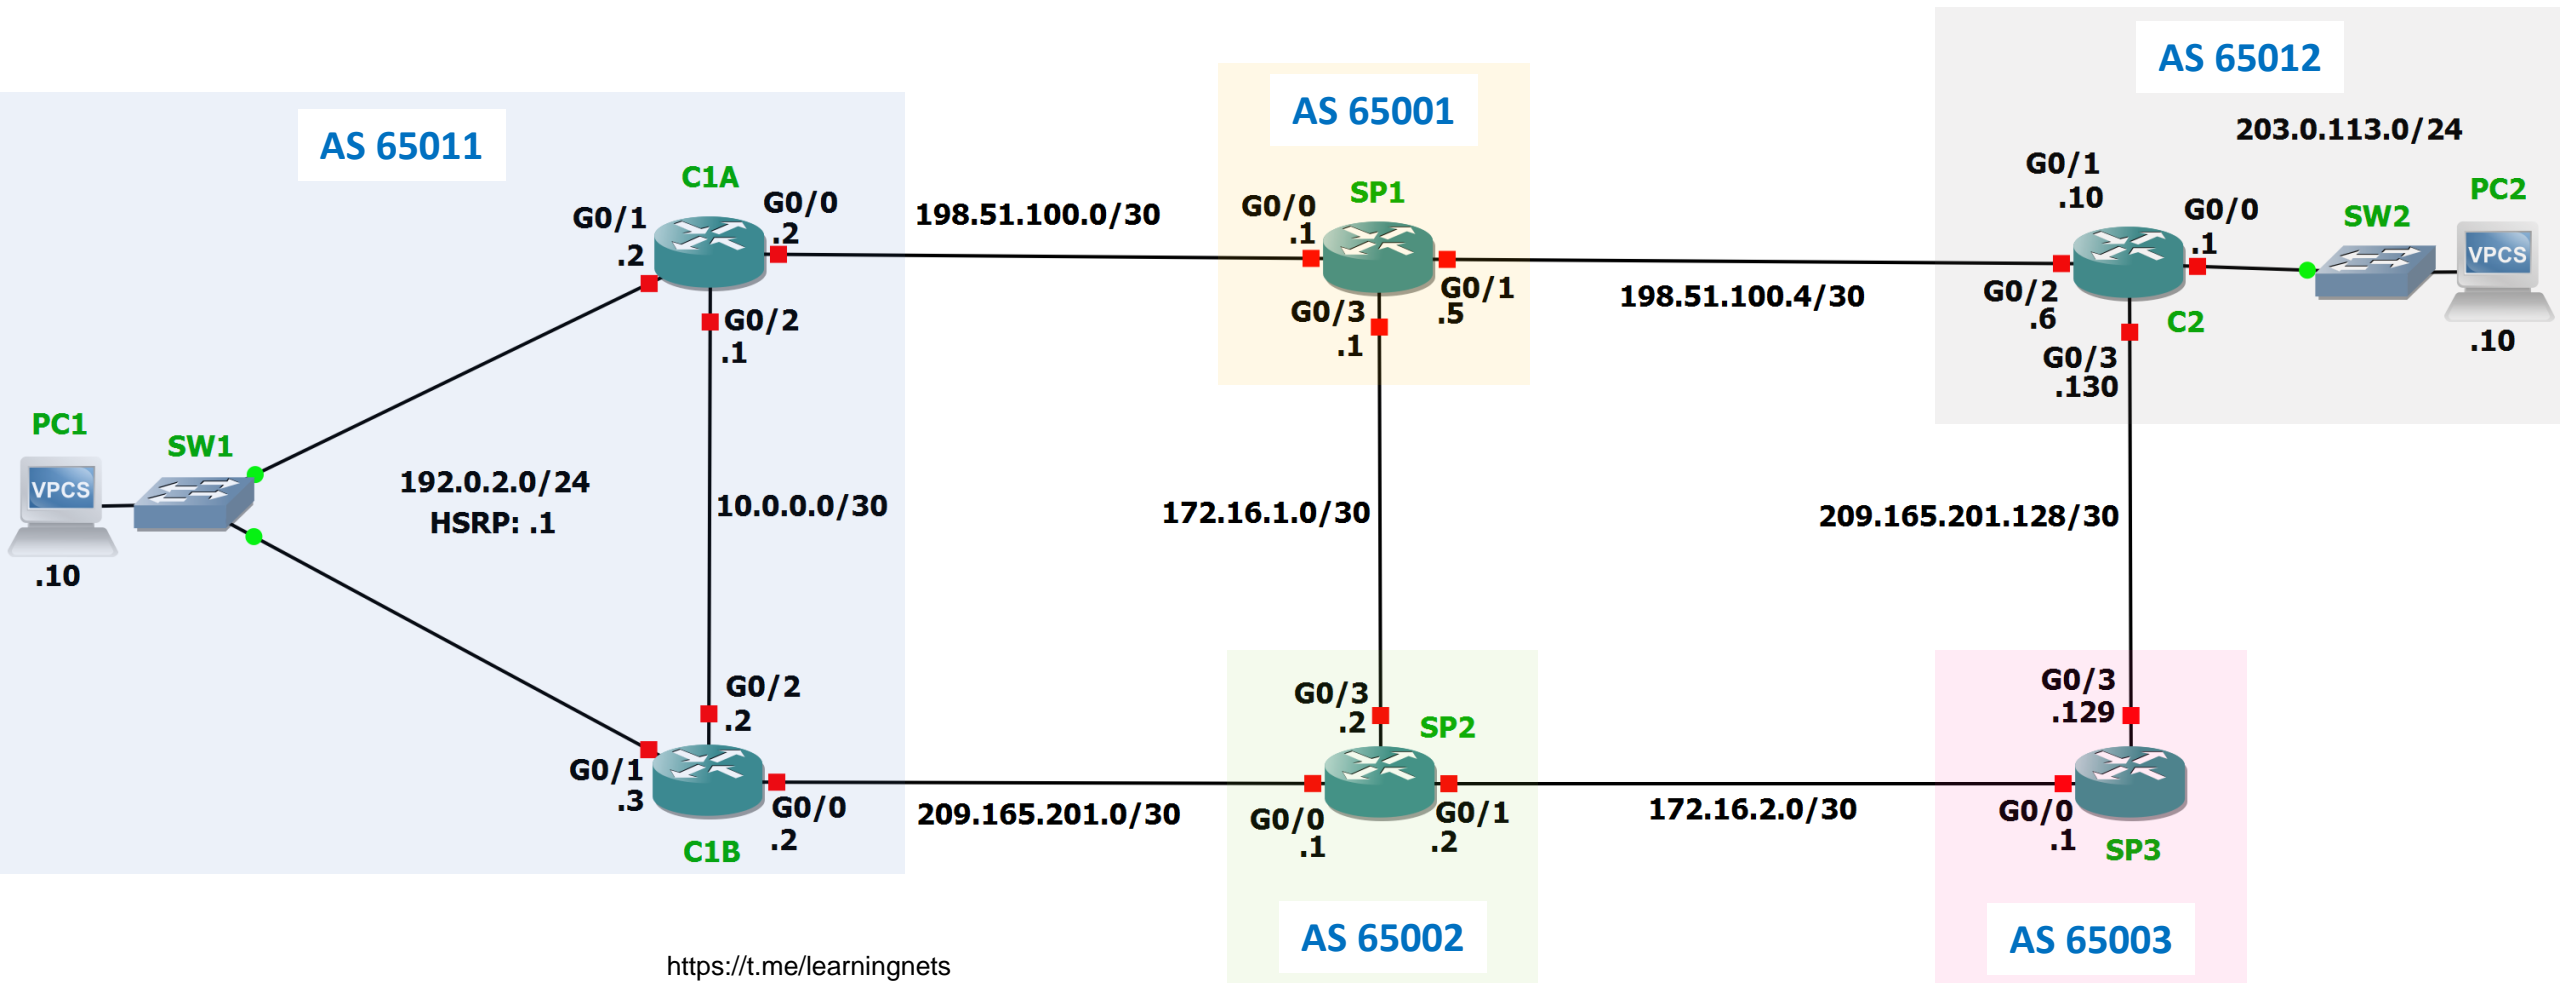 AS 65011
C1A
G0/1
.2
G0/0
.2
G0/2
.1
PC1
VPCS
.10
SW1
192.0.2.0/24
HSRP: .1
10.0.0.0/30
G0/2
.2
G0/1
.3
G0/0
.2
C1B
198.51.100.0/30
209.165.201.0/30
AS 65001
SP1
G0/0
.1
G0/1
.5
G0/3
.1
172.16.1.0/30
198.51.100.4/30
G0/3
.2
SP2
G0/0
.1
G0/1
.2
AS 65002
172.16.2.0/30
AS 65012
203.0.113.0/24
G0/1
.10
G0/0
.1
SW2
PC2
VPCS
.10
G0/2
.6
C2
G0/3
.130
209.165.201.128/30
G0/3
.129
G0/0
.1
SP3
AS 65003
https://t.me/learningnets